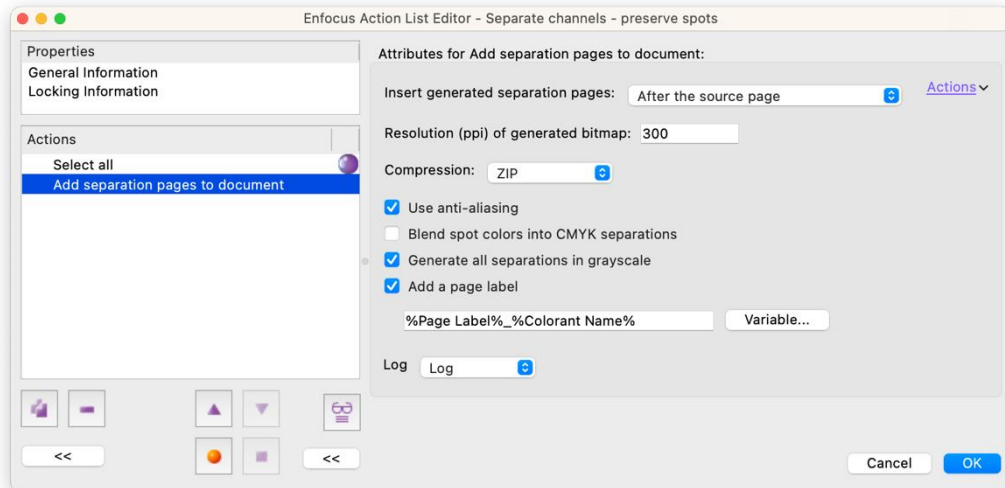 Enfocus Action List Editor - Separate channels - preserve spots
Properties
General Information
Locking Information
Actions
Select all
Add separation pages to document
<<
<<
Attributes for Add separation pages to document:
Insert generated separation pages: After the source page
Actions
Resolution (ppi) of generated bitmap: 300
Compression: ZIP
Use anti-aliasing
Blend spot colors into CMYK separations
Generate all separations in grayscale
Add a page label
%Page Label%_%Colorant Name% Variable...
Log Log
Cancel OK